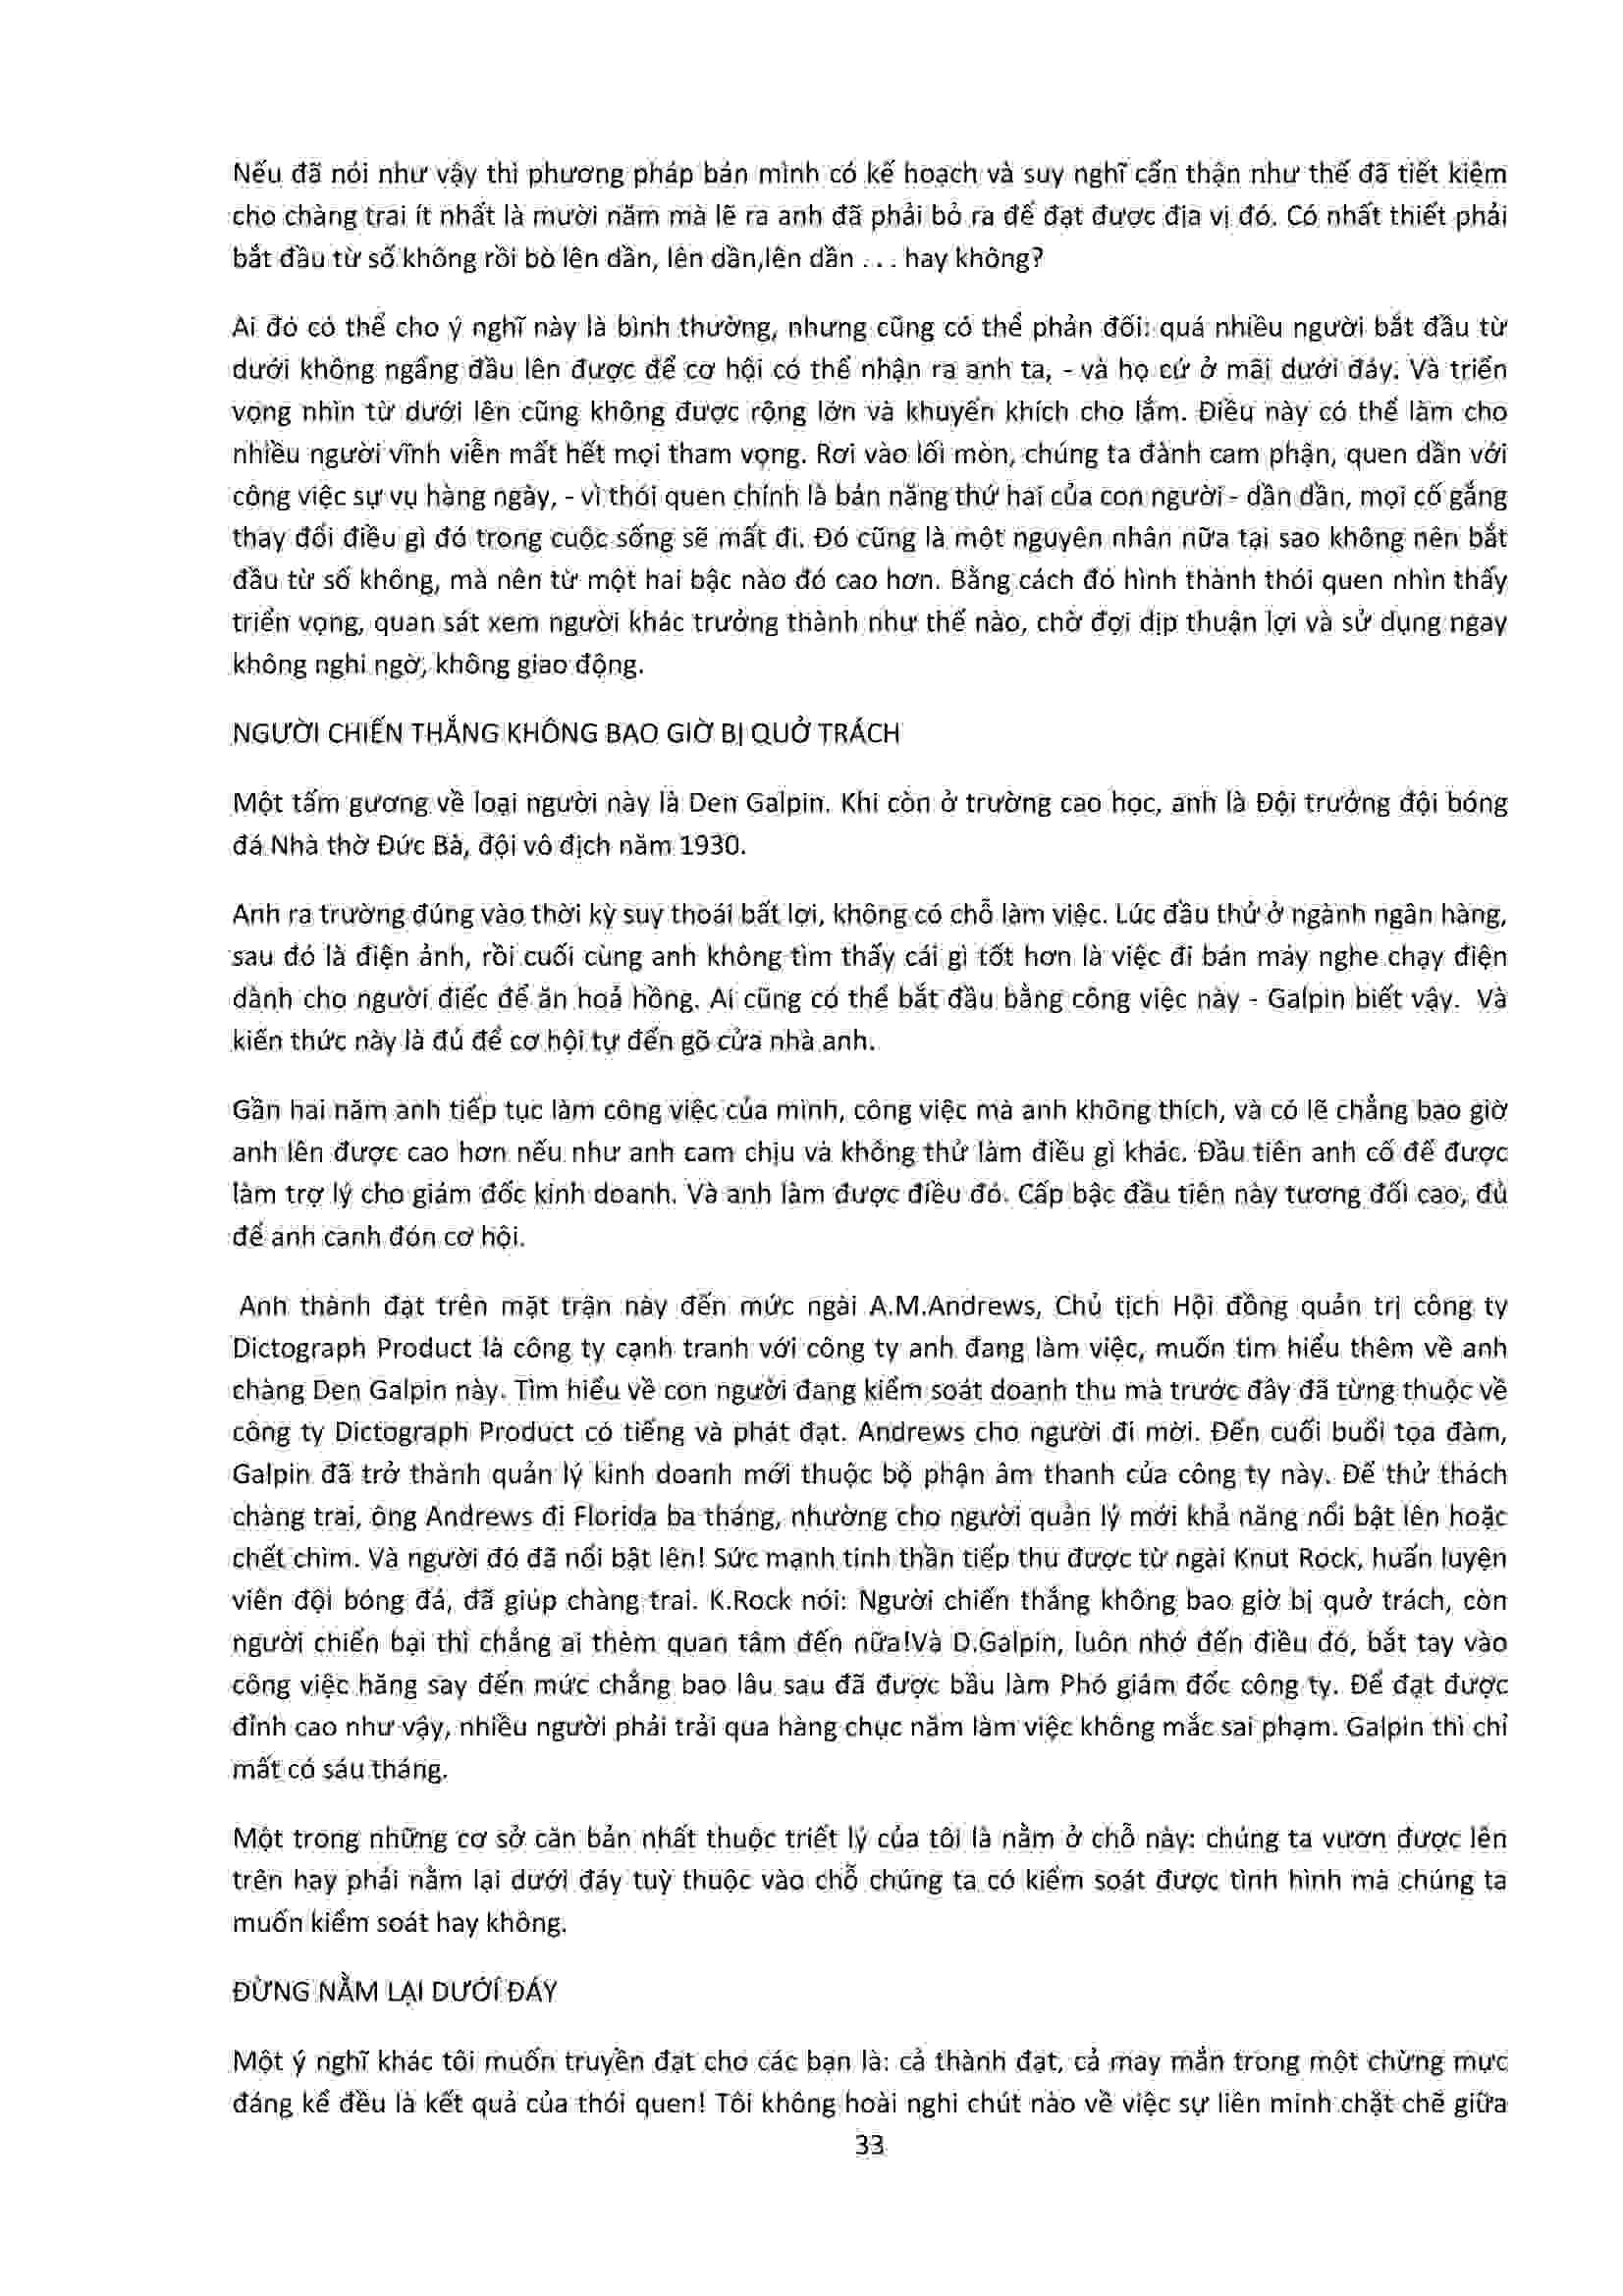 Nếu đã nói như vậy thì phương pháp bán mình có kế hoạch và suy nghĩ cẩn thận như thế đã tiết kiệm
cho chàng trai ít nhất là mười năm mà lẽ ra anh đã phải bỏ ra để đạt được địa vị đó. Có nhất thiết phải
bắt đầu từ số không rồi bò lên dần, lên dần,lên dần . . . hay không?
Ai đó có thể cho ý nghĩ này là bình thường, nhưng cũng có thể phản đối: quá nhiều người bắt đầu từ
dưới không ngẩng đầu lên được để cơ hội có thể nhận ra anh ta, - và họ cứ ở mãi dưới đáy. Và triển
vọng nhìn từ dưới lên cũng không được rộng lớn và khuyến khích cho lắm. Điều này có thể làm cho
nhiều người vĩnh viễn mất hết mọi tham vọng. Rơi vào lối mòn, chúng ta đành cam phận, quen dần với
công việc sự vụ hàng ngày, - vì thói quen chính là bản năng thứ hai của con người - dần dần, mọi cố gắng
thay đổi điều gì đó trong cuộc sống sẽ mất đi. Đó cũng là một nguyên nhân nữa tại sao không nên bắt
đầu từ số không, mà nên từ một hai bậc nào đó cao hơn. Bằng cách đó hình thành thói quen nhìn thấy
triển vọng, quan sát xem người khác trưởng thành như thế nào, chờ đợi dịp thuận lợi và sử dụng ngay
không nghi ngờ, không giao động.
NGƯỜI CHIẾN THẮNG KHÔNG BAO GIỜ BỊ QUỞ TRÁCH
Một tấm gương về loại người này là Den Galpin. Khi còn ở trường cao học, anh là Đội trưởng đội bóng
đá Nhà thờ Đức Bà, đội vô địch năm 1930.
Anh ra trường đúng vào thời kỳ suy thoái bất lợi, không có chỗ làm việc. Lúc đầu thử ở ngành ngân hàng,
sau đó là điện ảnh, rồi cuối cùng anh không tìm thấy cái gì tốt hơn là việc đi bán máy nghe chạy điện
dành cho người điếc để ăn hoả hồng. Ai cũng có thể bắt đầu bằng công việc này - Galpin biết vậy.  Và
kiến thức này là đủ để cơ hội tự đến gõ cửa nhà anh.
Gần hai năm anh tiếp tục làm công việc của mình, công việc mà anh không thích, và có lẽ chẳng bao giờ
anh lên được cao hơn nếu như anh cam chịu và không thử làm điều gì khác. Đầu tiên anh cố để được
làm trợ lý cho giám đốc kinh doanh. Và anh làm được điều đó. Cấp bậc đầu tiên này tương đối cao, đủ
để anh canh đón cơ hội.
Anh thành đạt trên mặt trận này đến mức ngài A.M.Andrews, Chủ tịch Hội đồng quản trị công ty
Dictograph Product là công ty cạnh tranh với công ty anh đang làm việc, muốn tìm hiểu thêm về anh
chàng Den Galpin này. Tìm hiểu về con người đang kiểm soát doanh thu mà trước đây đã từng thuộc về
công ty Dictograph Product có tiếng và phát đạt. Andrews cho người đi mời. Đến cuối buổi tọa đàm,
Galpin đã trở thành quản lý kinh doanh mới thuộc bộ phận âm thanh của công ty này. Để thử thách
chàng trai, ông Andrews đi Florida ba tháng, nhường cho người quản lý mới khả năng nổi bật lên hoặc
chết chìm. Và người đó đã nổi bật lên! Sức mạnh tinh thần tiếp thu được từ ngài Knut Rock, huấn luyện
viên đội bóng đá, đã giúp chàng trai. K.Rock nói: Người chiến thắng không bao giờ bị quở trách, còn
người chiến bại thì chẳng ai thèm quan tâm đến nữa!Và D.Galpin, luôn nhớ đến điều đó, bắt tay vào
công việc hăng say đến mức chẳng bao lâu sau đã được bầu làm Phó giám đốc công ty. Để đạt được
đỉnh cao như vậy, nhiều người phải trải qua hàng chục năm làm việc không mắc sai phạm. Galpin thì chỉ
mất có sáu tháng.
Một trong những cơ sở căn bản nhất thuộc triết lý của tôi là nằm ở chỗ này: chúng ta vươn được lên
trên hay phải nằm lại dưới đáy tuỳ thuộc vào chỗ chúng ta có kiểm soát được tình hình mà chúng ta
muốn kiểm soát hay không.
ĐỪNG NẰM LẠI DƯỚI ĐÁY
Một ý nghĩ khác tôi muốn truyền đạt cho các bạn là: cả thành đạt, cả may mắn trong một chừng mực
đáng kể đều là kết quả của thói quen! Tôi không hoài nghi chút nào về việc sự liên minh chặt chẽ giữa
33